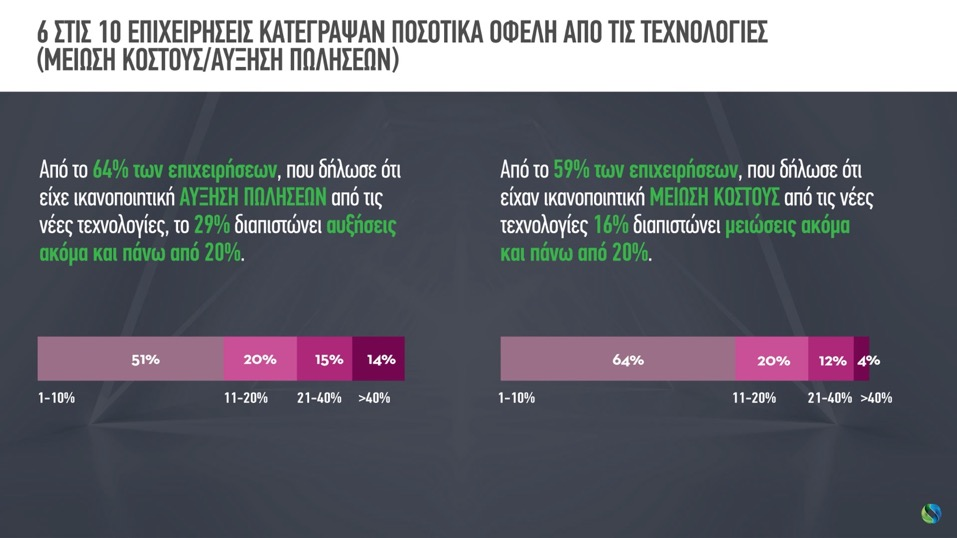 6 ΣΤΙΣ 10 ΕΠΙΧΕΙΡΗΣΕΙΣ ΚΑΤΕΓΡΑΨΑΝ ΠΟΣΟΤΙΚΑ ΟΦΕΛΗ ΑΠΟ ΤΙΣ ΤΕΧΝΟΛΟΓΙΕΣ
(ΜΕΙΩΣΗ ΚΟΣΤΟΥΣ/ΑΥΞΗΣΗ ΠΩΛΗΣΕΩΝ)
Από το 64% των επιχειρήσεων, που δήλωσε ότι
είχε ικανοποιητική ΑΥΞΗΣΗ ΠΩΛΗΣΕΩΝ από τις
νέες τεχνολογίες, το 29% διαπιστώνει αυξήσεις
ακόμα και πάνω από 20%.
51% 20% 15% 14%
1-10% 11-20% 21-40% >40%
Από το 59% των επιχειρήσεων, που δήλωσε ότι
είχαν ικανοποιητική ΜΕΙΩΣΗ ΚΟΣΤΟΥΣ από τις νέες
τεχνολογίες 16% διαπιστώνει μειώσεις ακόμα
και πάνω από 20%.
64% 20% 12% 4%
1-10% 11-20% 21-40% >40%